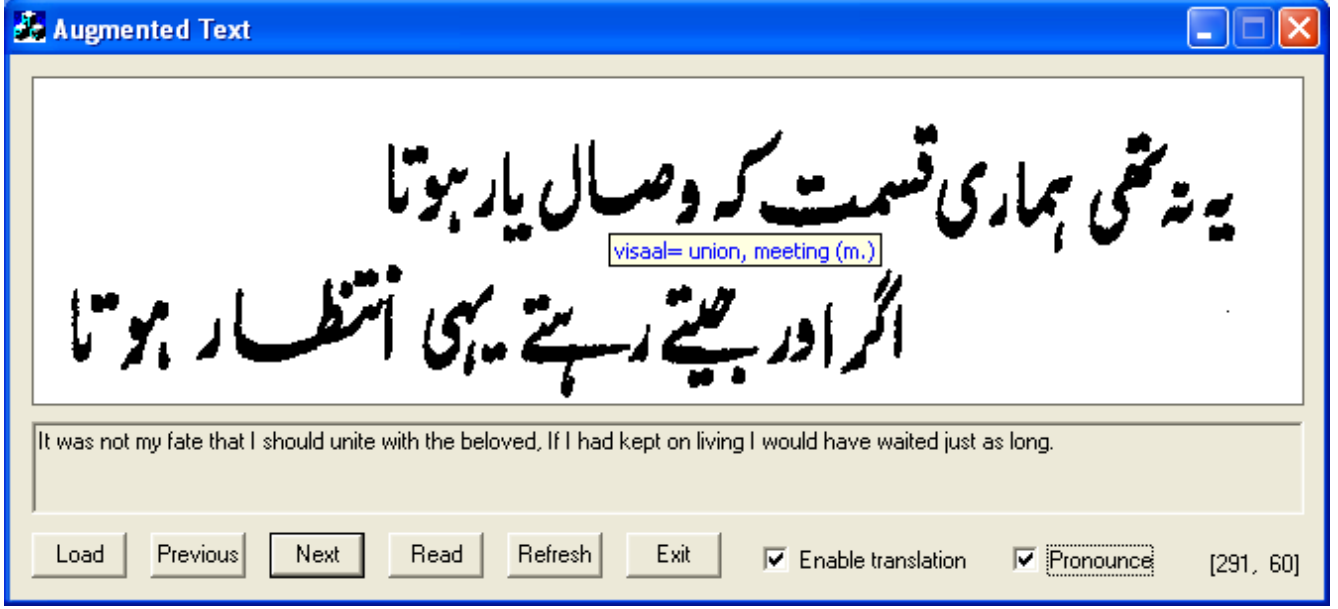 Augmented Text
یہ نہ تھی ہماری قسمت کہ وصال یار ہوتا
visaal= union, meeting (m.)
اگر اور جیتے رہتے یہی انتظار ہوتا
It was not my fate that I should unite with the beloved, If I had kept on living I would have waited just as long.
Load Previous Next Read Refresh Exit Enable translation Pronounce [291, 60]